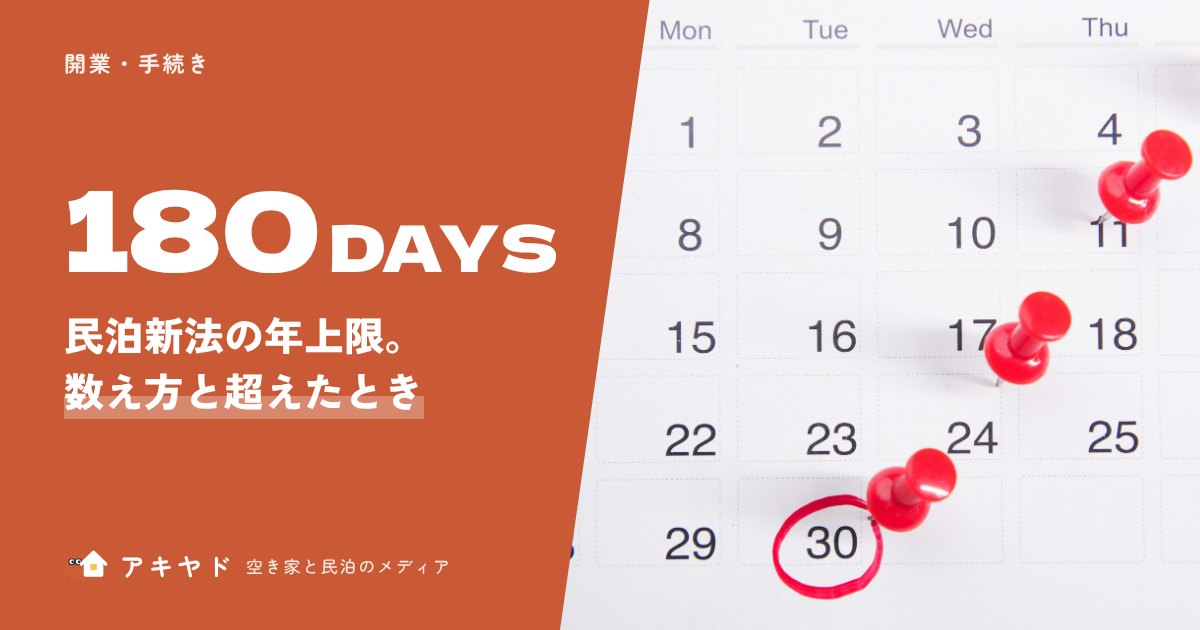 開業・手続き
180 DAYS
民泊新法の年上限。
数え方と超えたとき
アキヤド 空き家と民泊のメディア
Mon Tue Wed Thu
1 2 3 4
8 9 10 11
15 16 17 18
22 23 24 25
29 30